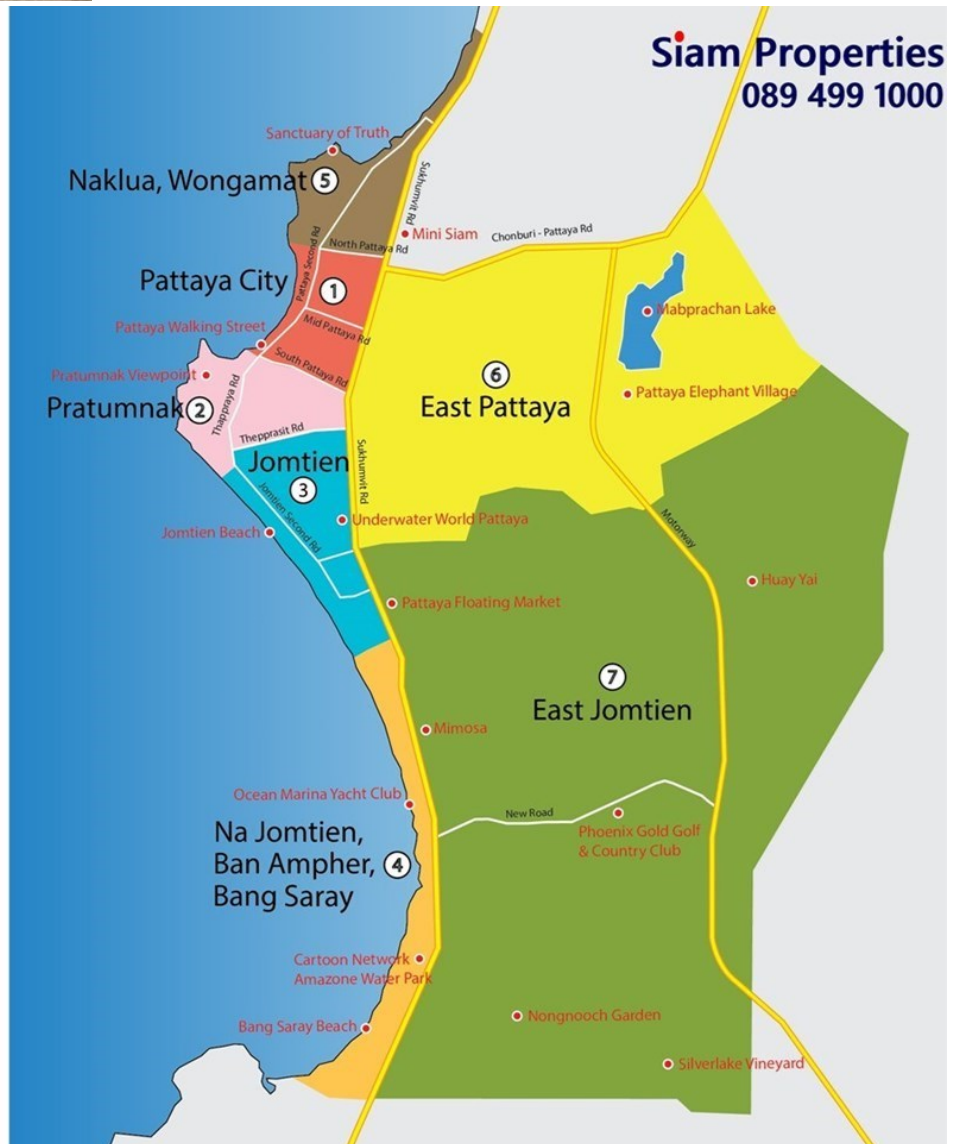 Siam Properties
089 499 1000
Sanctuary of Truth
Naklua, Wongamat 5
Sukhumvit Rd
Mini Siam
Chonburi - Pattaya Rd
North Pattaya Rd
Pattaya Second Rd
Pattaya City
1
Mabprachan Lake
Mid Pattaya Rd
Pattaya Walking Street
South Pattaya Rd
Pratumnak Viewpoint
6
East Pattaya
Pattaya Elephant Village
Pratumnak 2
Thappraya Rd
Thepprasit Rd
Jomtien
3
Sukhumvit Rd
Jomtien Second Rd
Underwater World Pattaya
Jomtien Beach
Motorway
Huay Yai
Pattaya Floating Market
7
East Jomtien
Mimosa
Ocean Marina Yacht Club
New Road
Phoenix Gold Golf
& Country Club
Na Jomtien,
Ban Ampher, 4
Bang Saray
Cartoon Network
Amazone Water Park
Bang Saray Beach
Nongnooch Garden
Silverlake Vineyard